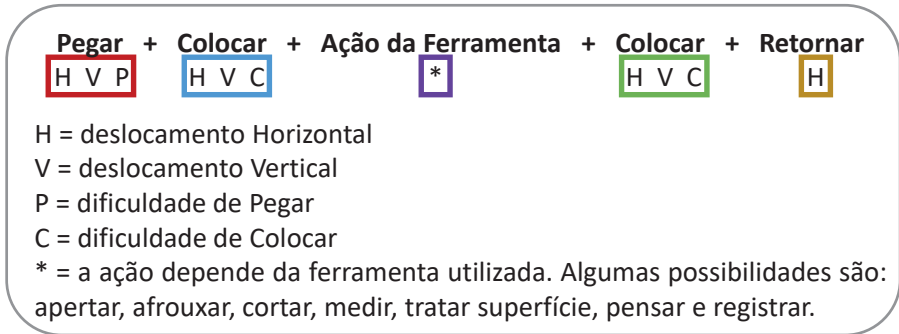 Pegar + Colocar + Ação da Ferramenta + Colocar + Retornar
H V P H V C * H V C H
H = deslocamento Horizontal
V = deslocamento Vertical
P = dificuldade de Pegar
C = dificuldade de Colocar
* = a ação depende da ferramenta utilizada. Algumas possibilidades são:
apertar, afrouxar, cortar, medir, tratar superfície, pensar e registrar.